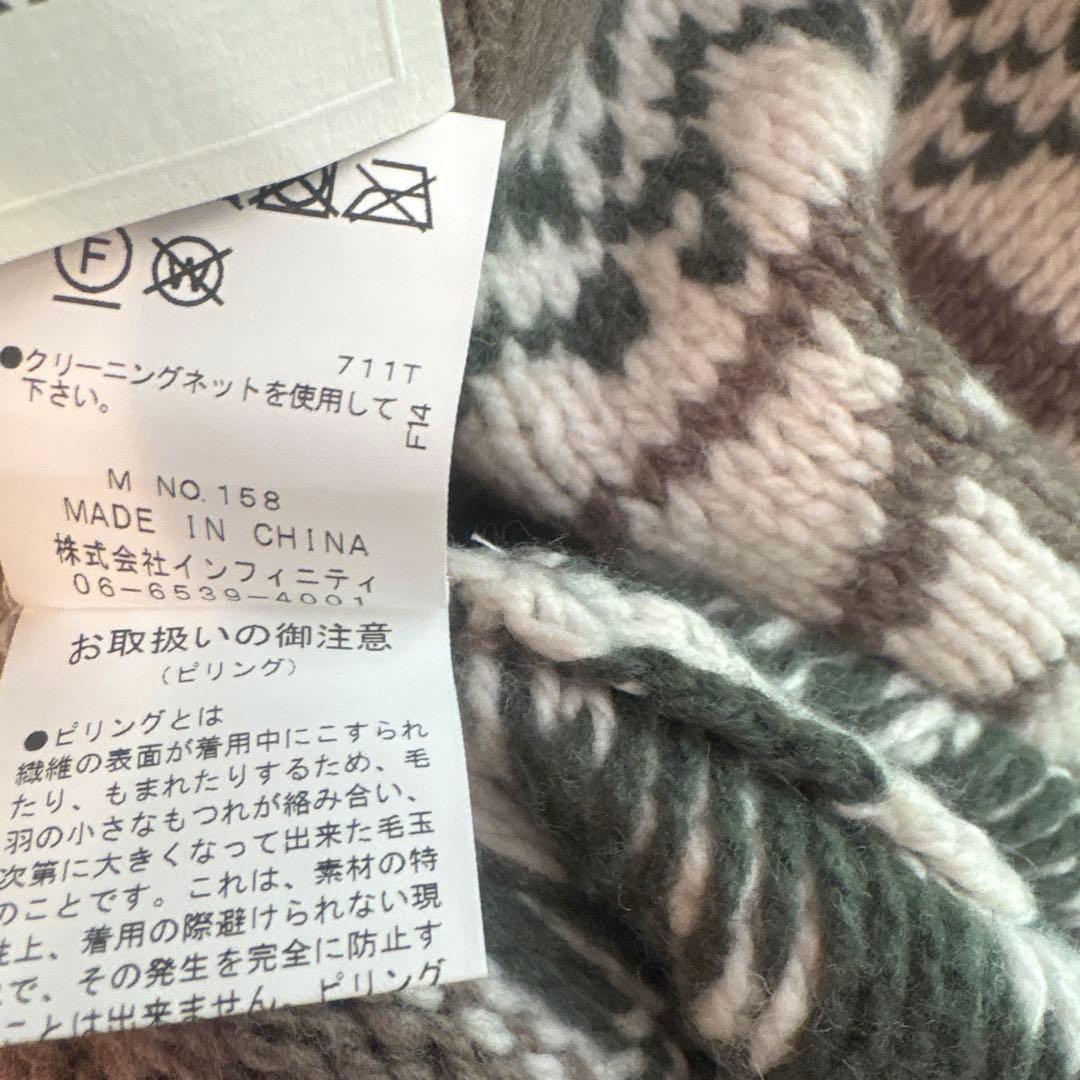 F W
711T
●クリーニングネットを使用して
下さい。
F14
M NO.158
MADE IN CHINA
株式会社インフィニティ
06-6539-4001
お取扱いの御注意
(ピリング)
●ピリングとは
繊維の表面が着用中にこすられ
たり、もまれたりするため、毛
羽の小さなもつれが絡み合い、
次第に大きくなって出来た毛玉
のことです。これは、素材の特
性上、着用の際避けられない現
で、その発生を完全に防止す
ことは出来ません。ピリング